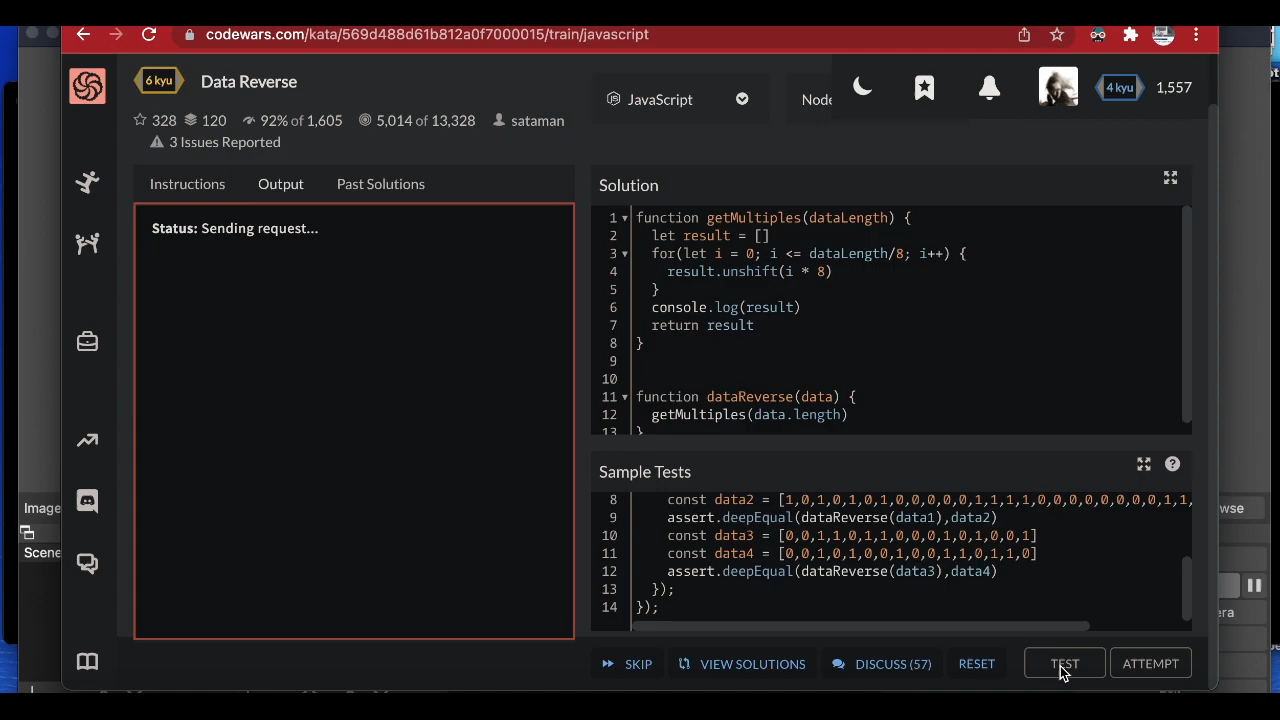 codewars.com/kata/569d488d61b812a0f7000015/train/javascript
6 kyu
Data Reverse
JavaScript
Node
4 kyu
1,557
328
120
92% of 1,605
5,014 of 13,328
sataman
3 Issues Reported
Instructions
Output
Past Solutions
Status: Sending request...
Solution
1 function getMultiples(dataLength) {
2 let result = []
3 for(let i = 0; i <= dataLength/8; i++) {
4 result.unshift(i * 8)
5 }
6 console.log(result)
7 return result
8 }
9
10
11 function dataReverse(data) {
12 getMultiples(data.length)
13 }
Sample Tests
8 const data2 = [1,0,1,0,1,0,1,0,0,0,0,0,1,1,1,1,0,0,0,0,0,0,0,0,1,1,
9 assert.deepEqual(dataReverse(data1),data2)
10 const data3 = [0,0,1,1,0,1,1,0,0,0,1,0,1,0,0,1]
11 const data4 = [0,0,1,0,1,0,0,1,0,0,1,1,0,1,1,0]
12 assert.deepEqual(dataReverse(data3),data4)
13 });
14 });
SKIP
VIEW SOLUTIONS
DISCUSS (57)
RESET
TEST
ATTEMPT
Image
Scene
wse
era